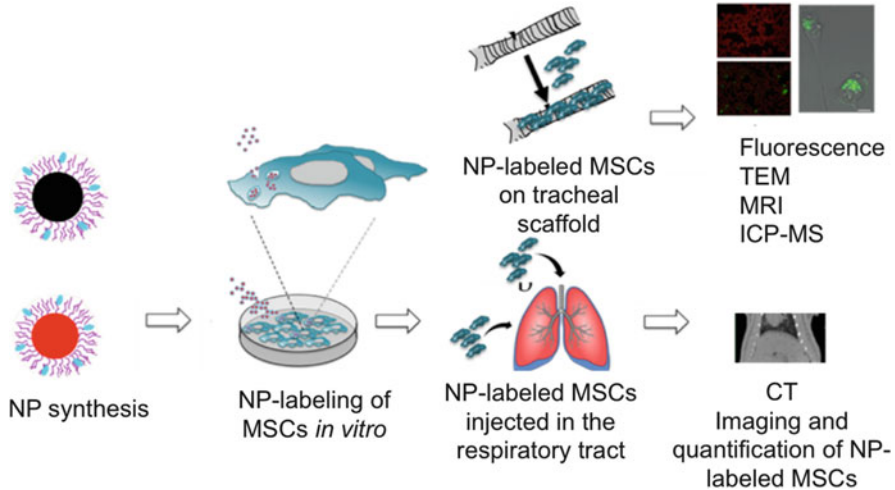 NP synthesis
NP-labeling of
MSCs in vitro
NP-labeled MSCs
on tracheal
scaffold
NP-labeled MSCs
injected in the
respiratory tract
Fluorescence
TEM
MRI
ICP-MS
CT
Imaging and
quantification of NP-
labeled MSCs